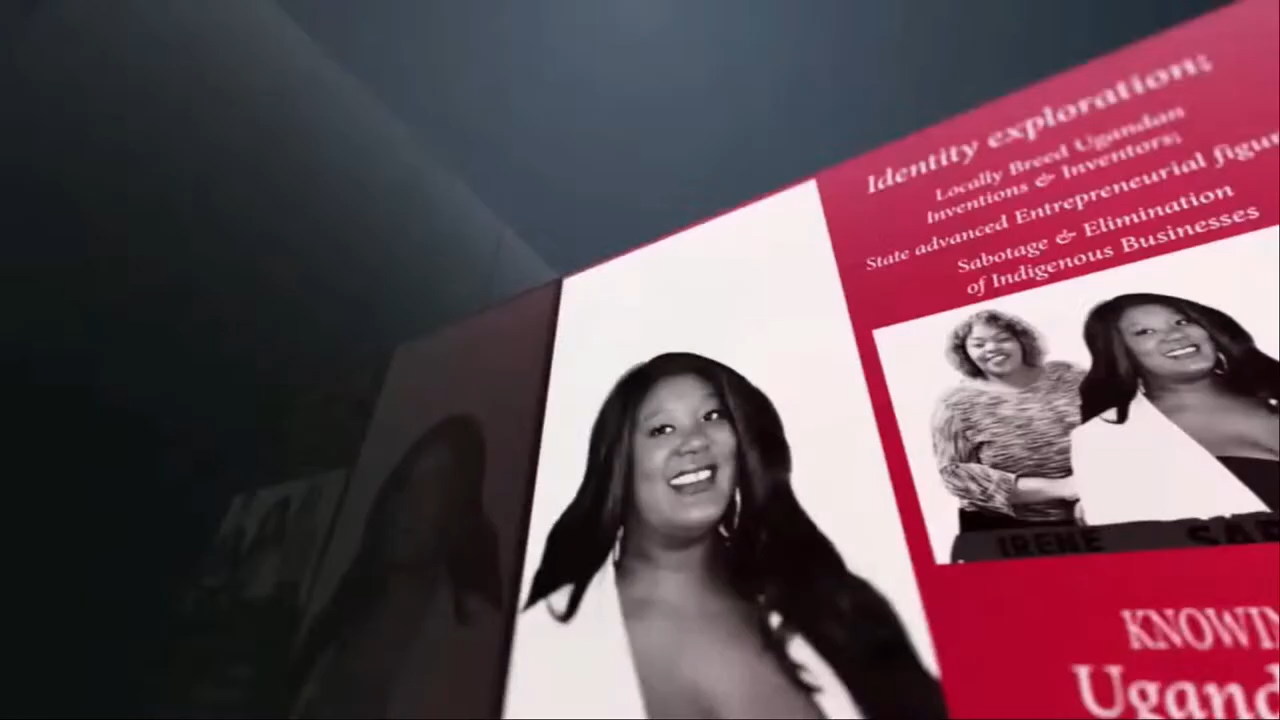 Identity exploration;
Locally Breed Ugandan
Inventions & Inventors;
State advanced Entrepreneurial figu
Sabotage & Elimination
of Indigenous Businesses
IRENE
KNOWIN
Ugand